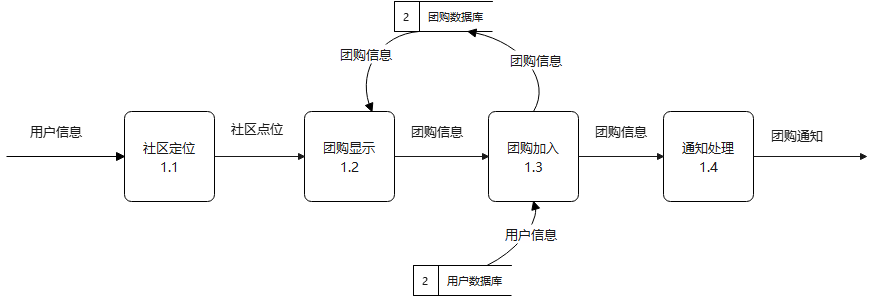 2 团购数据库
团购信息
团购信息
用户信息
社区定位
1.1
社区点位
团购显示
1.2
团购信息
团购加入
1.3
团购信息
通知处理
1.4
团购通知
用户信息
2 用户数据库